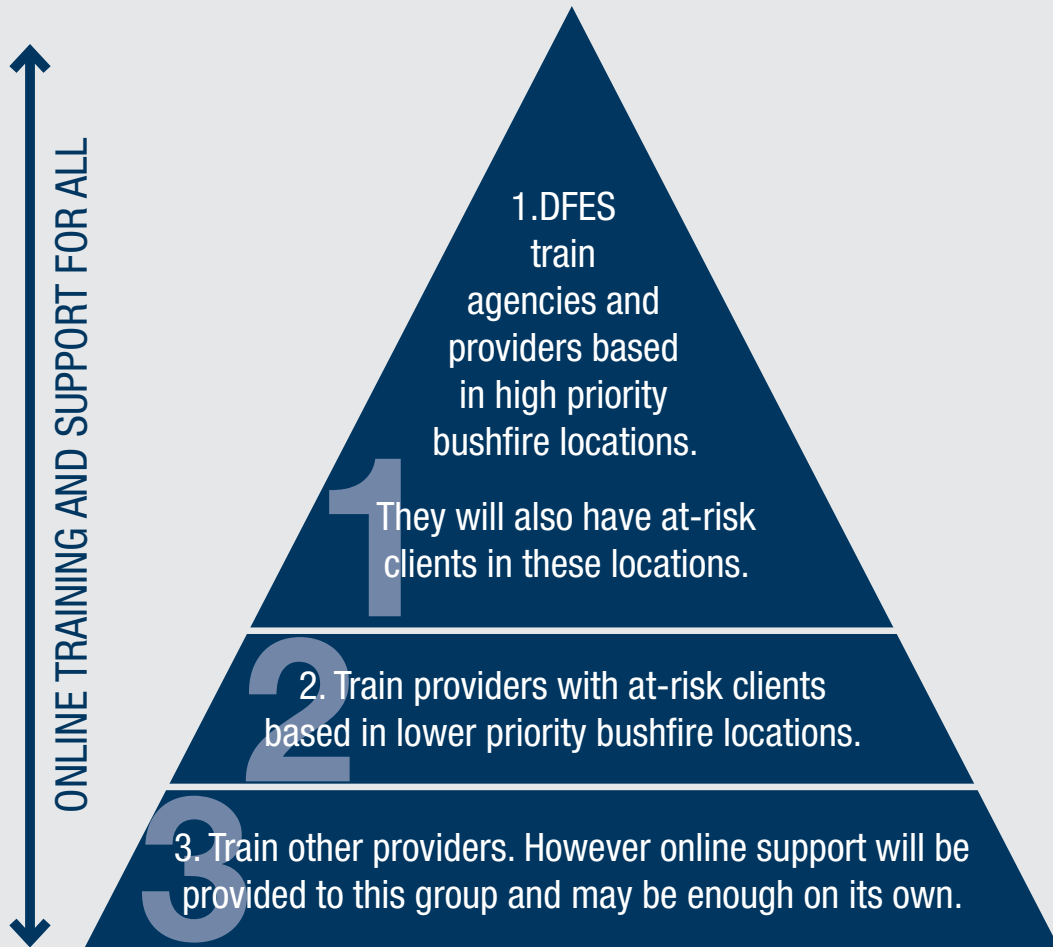 ONLINE TRAINING AND SUPPORT FOR ALL
1.DFES
train
agencies and
providers based
in high priority
bushfire locations.
1
They will also have at-risk
clients in these locations.
2
2. Train providers with at-risk clients
based in lower priority bushfire locations.
3
3. Train other providers. However online support will be
provided to this group and may be enough on its own.